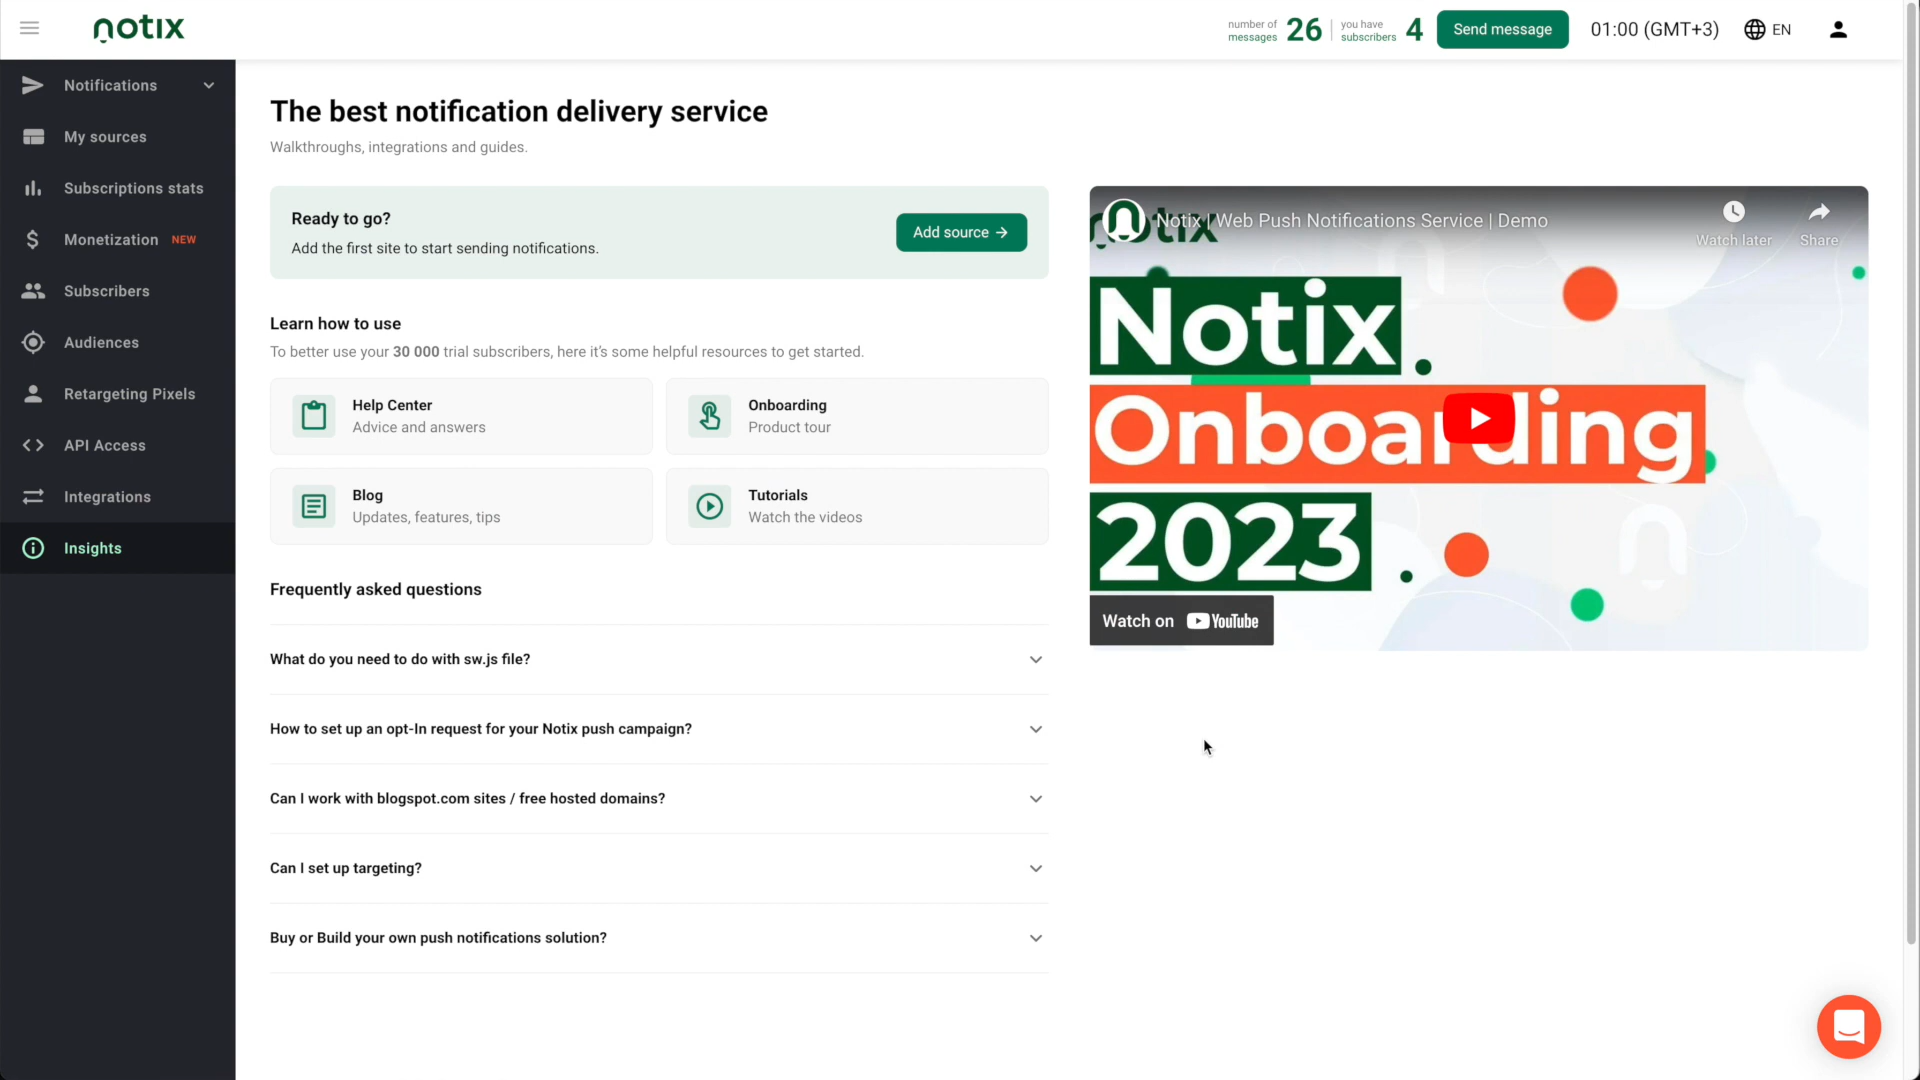 notix
number of
messages
26
you have
subscribers
4
Send message
01:00 (GMT+3)
EN
Notifications
My sources
Subscriptions stats
Monetization NEW
Subscribers
Audiences
Retargeting Pixels
API Access
Integrations
Insights
The best notification delivery service
Walkthroughs, integrations and guides.
Ready to go?
Add the first site to start sending notifications.
Add source →
Learn how to use
To better use your 30 000 trial subscribers, here it's some helpful resources to get started.
Help Center
Advice and answers
Onboarding
Product tour
Blog
Updates, features, tips
Tutorials
Watch the videos
Frequently asked questions
What do you need to do with sw.js file?
How to set up an opt-In request for your Notix push campaign?
Can I work with blogspot.com sites / free hosted domains?
Can I set up targeting?
Buy or Build your own push notifications solution?
Notix | Web Push Notifications Service | Demo
Watch later
Share
notix
Notix
Onboarding
2023
Watch on YouTube